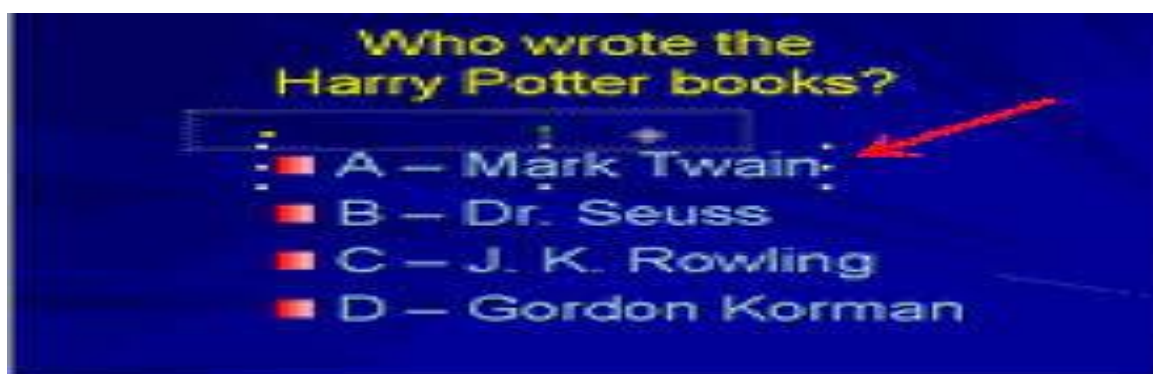 Who wrote the
Harry Potter books?
A – Mark Twain
B – Dr. Seuss
C – J. K. Rowling
D – Gordon Korman